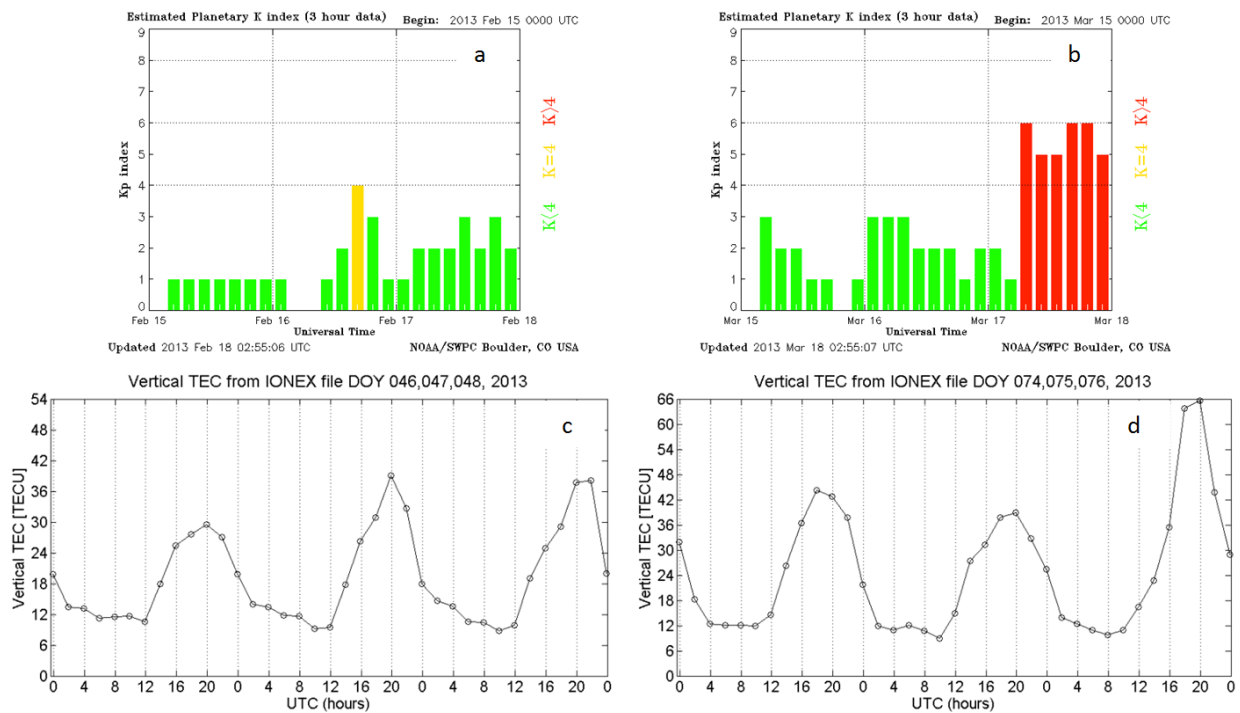 Estimated Planetary K index (3 hour data) Begin: 2013 Feb 15 0000 UTC
9
8
7
6
5
4
3
2
1
0
Kp index
a
K<4 K=4 K>4
Feb 15 Feb 16 Feb 17 Feb 18
Universal Time
Updated 2013 Feb 18 02:55:06 UTC NOAA/SWPC Boulder, CO USA
Estimated Planetary K index (3 hour data) Begin: 2013 Mar 15 0000 UTC
9
8
7
6
5
4
3
2
1
0
Kp index
b
K<4 K=4 K>4
Mar 15 Mar 16 Mar 17 Mar 18
Universal Time
Updated 2013 Mar 18 02:55:07 UTC NOAA/SWPC Boulder, CO USA
Vertical TEC from IONEX file DOY 046,047,048, 2013
54
48
42
36
30
24
18
12
6
0
Vertical TEC [TECU]
c
0 4 8 12 16 20 0 4 8 12 16 20 0 4 8 12 16 20 0
UTC (hours)
Vertical TEC from IONEX file DOY 074,075,076, 2013
66
60
54
48
42
36
30
24
18
12
6
0
Vertical TEC [TECU]
d
0 4 8 12 16 20 0 4 8 12 16 20 0 4 8 12 16 20 0
UTC (hours)